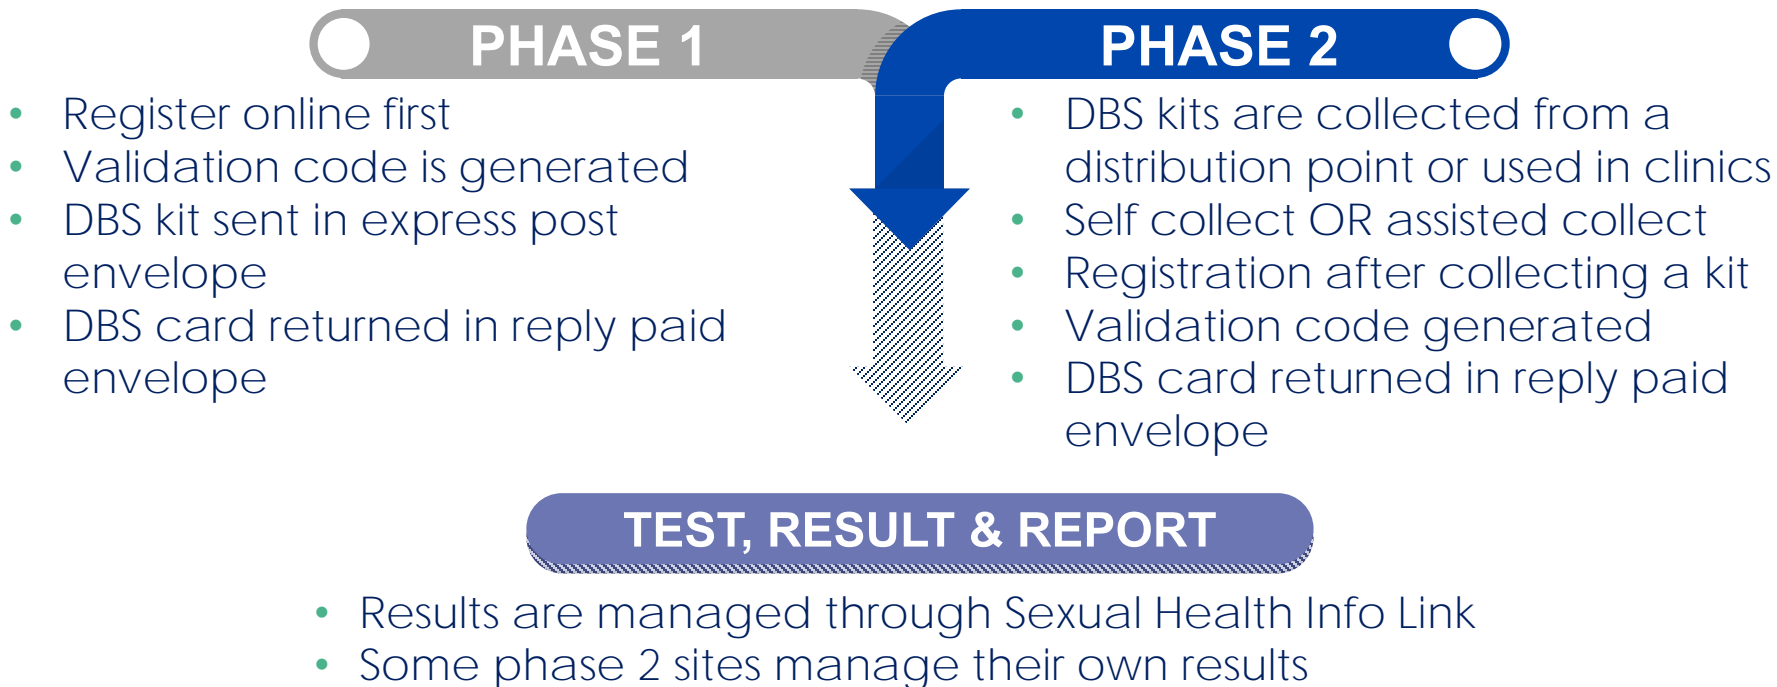 PHASE 1
• Register online first
• Validation code is generated
• DBS kit sent in express post
envelope
• DBS card returned in reply paid
envelope
PHASE 2
• DBS kits are collected from a
distribution point or used in clinics
• Self collect OR assisted collect
• Registration after collecting a kit
• Validation code generated
• DBS card returned in reply paid
envelope
TEST, RESULT & REPORT
• Results are managed through Sexual Health Info Link
• Some phase 2 sites manage their own results